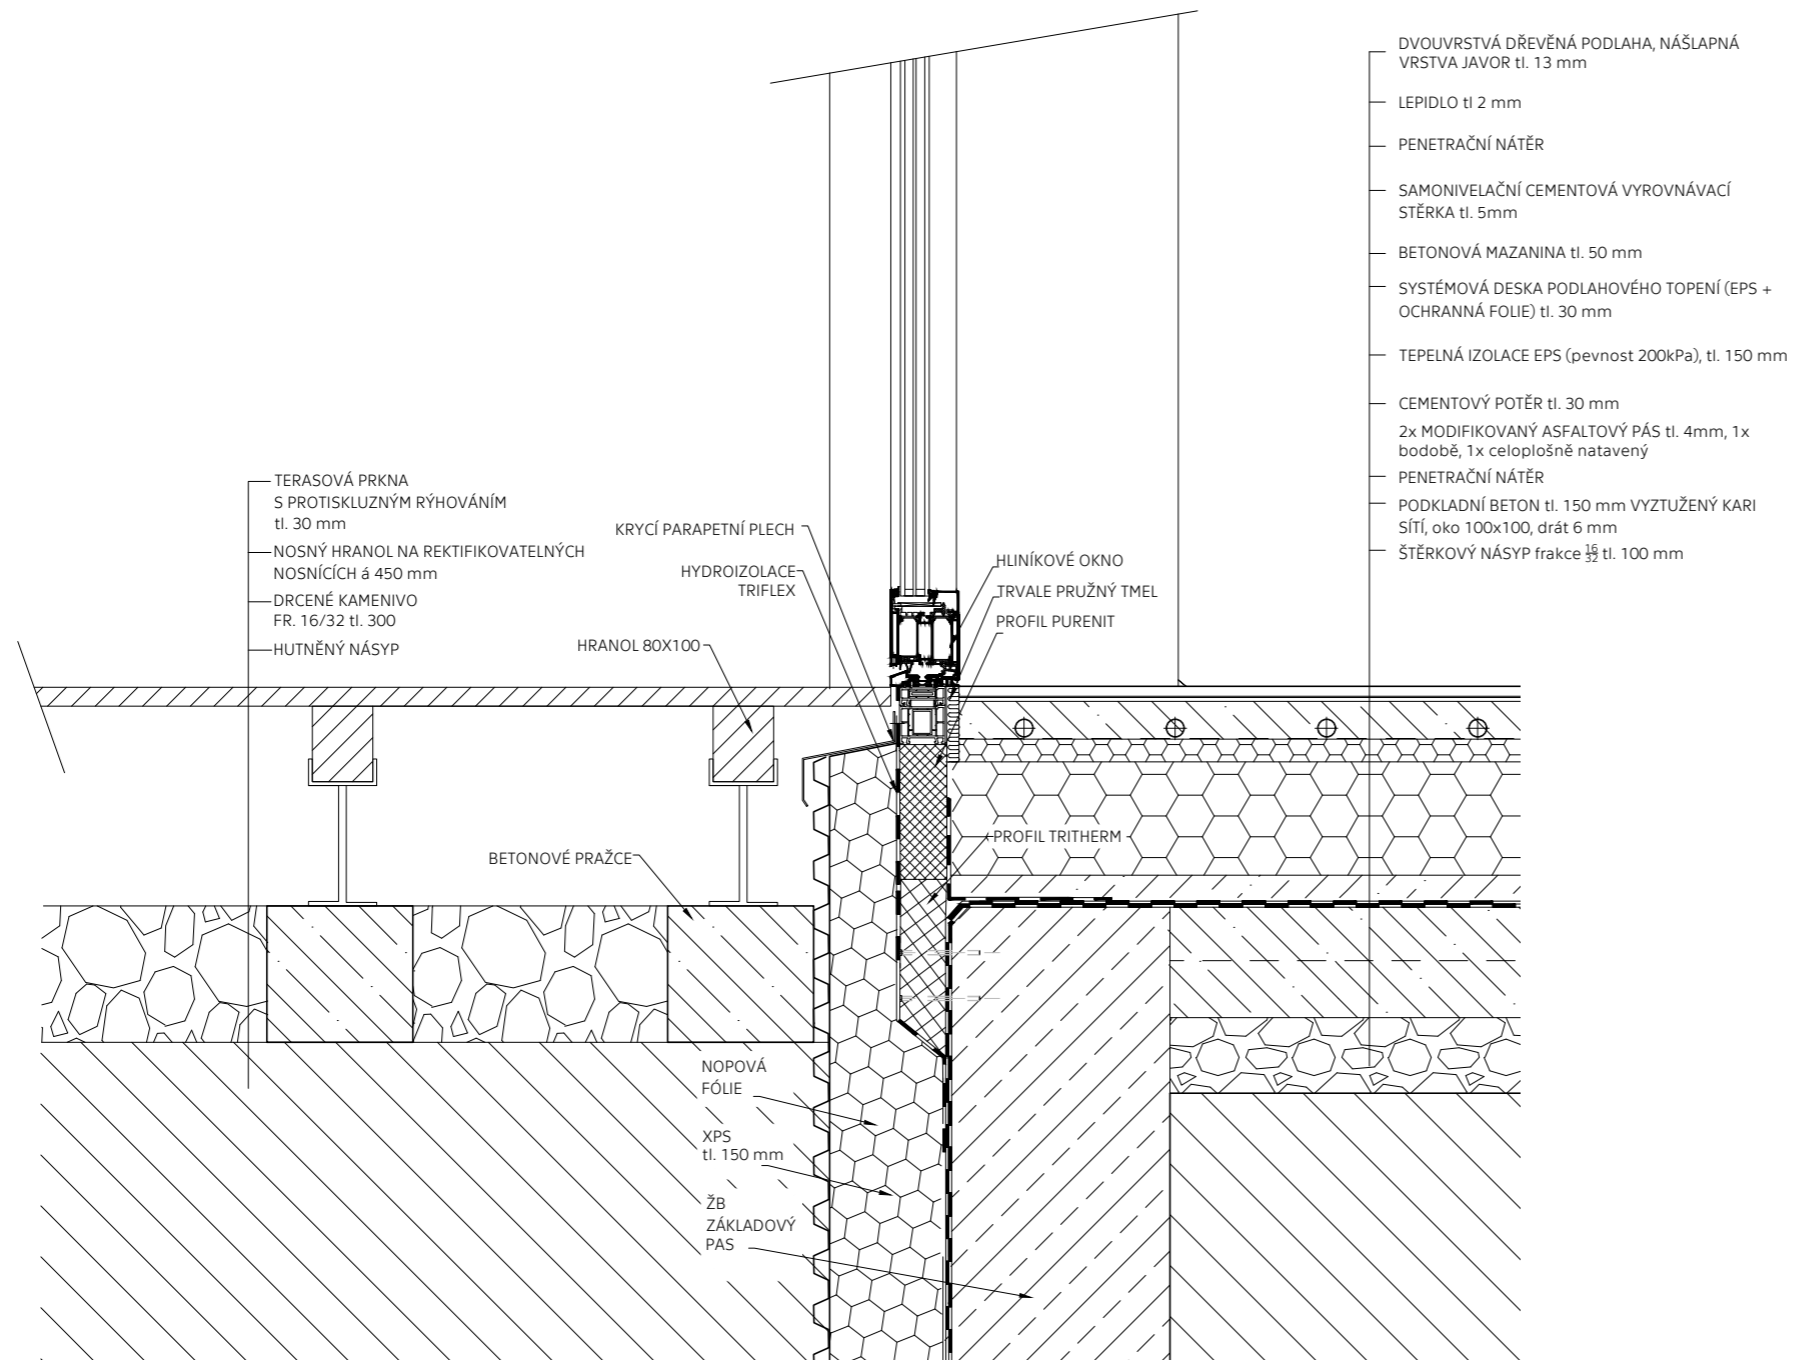 DVOUVRSTVÁ DŘEVĚNÁ PODLAHA, NÁŠLAPNÁ
VRSTVA JAVOR tl. 13 mm
LEPIDLO tl 2 mm
PENETRAČNÍ NÁTĚR
SAMONIVELAČNÍ CEMENTOVÁ VYROVNÁVACÍ
STĚRKA tl. 5mm
BETONOVÁ MAZANINA tl. 50 mm
SYSTÉMOVÁ DESKA PODLAHOVÉHO TOPENÍ (EPS +
OCHRANNÁ FOLIE) tl. 30 mm
TEPELNÁ IZOLACE EPS (pevnost 200kPa), tl. 150 mm
CEMENTOVÝ POTĚR tl. 30 mm
2x MODIFIKOVANÝ ASFALTOVÝ PÁS tl. 4mm, 1x
bodobě, 1x celoplošně natavený
PENETRAČNÍ NÁTĚR
PODKLADNÍ BETON tl. 150 mm VYZTUŽENÝ KARI
SÍTÍ, oko 100x100, drát 6 mm
ŠTĚRKOVÝ NÁSYP frakce 16/32 tl. 100 mm
TERASOVÁ PRKNA
S PROTISKLUZNÝM RÝHOVÁNÍM
tl. 30 mm
NOSNÝ HRANOL NA REKTIFIKOVATELNÝCH
NOSNÍCÍCH á 450 mm
DRCENÉ KAMENIVO
FR. 16/32 tl. 300
HUTNĚNÝ NÁSYP
KRYCÍ PARAPETNÍ PLECH
HYDROIZOLACE
TRIFLEX
HRANOL 80X100
HLINÍKOVÉ OKNO
TRVALE PRUŽNÝ TMEL
PROFIL PURENIT
PROFIL TRITHERM
BETONOVÉ PRAŽCE
NOPOVÁ
FÓLIE
XPS
tl. 150 mm
ŽB
ZÁKLADOVÝ
PAS